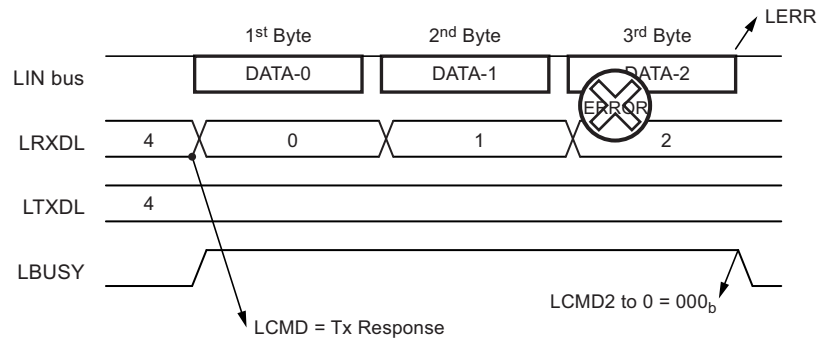 LERR
1st Byte 2nd Byte 3rd Byte
LIN bus DATA-0 DATA-1 DATA-2
ERROR
LRXDL 4 0 1 2
LTXDL 4
LBUSY
LCMD2 to 0 = 000b
LCMD = Tx Response